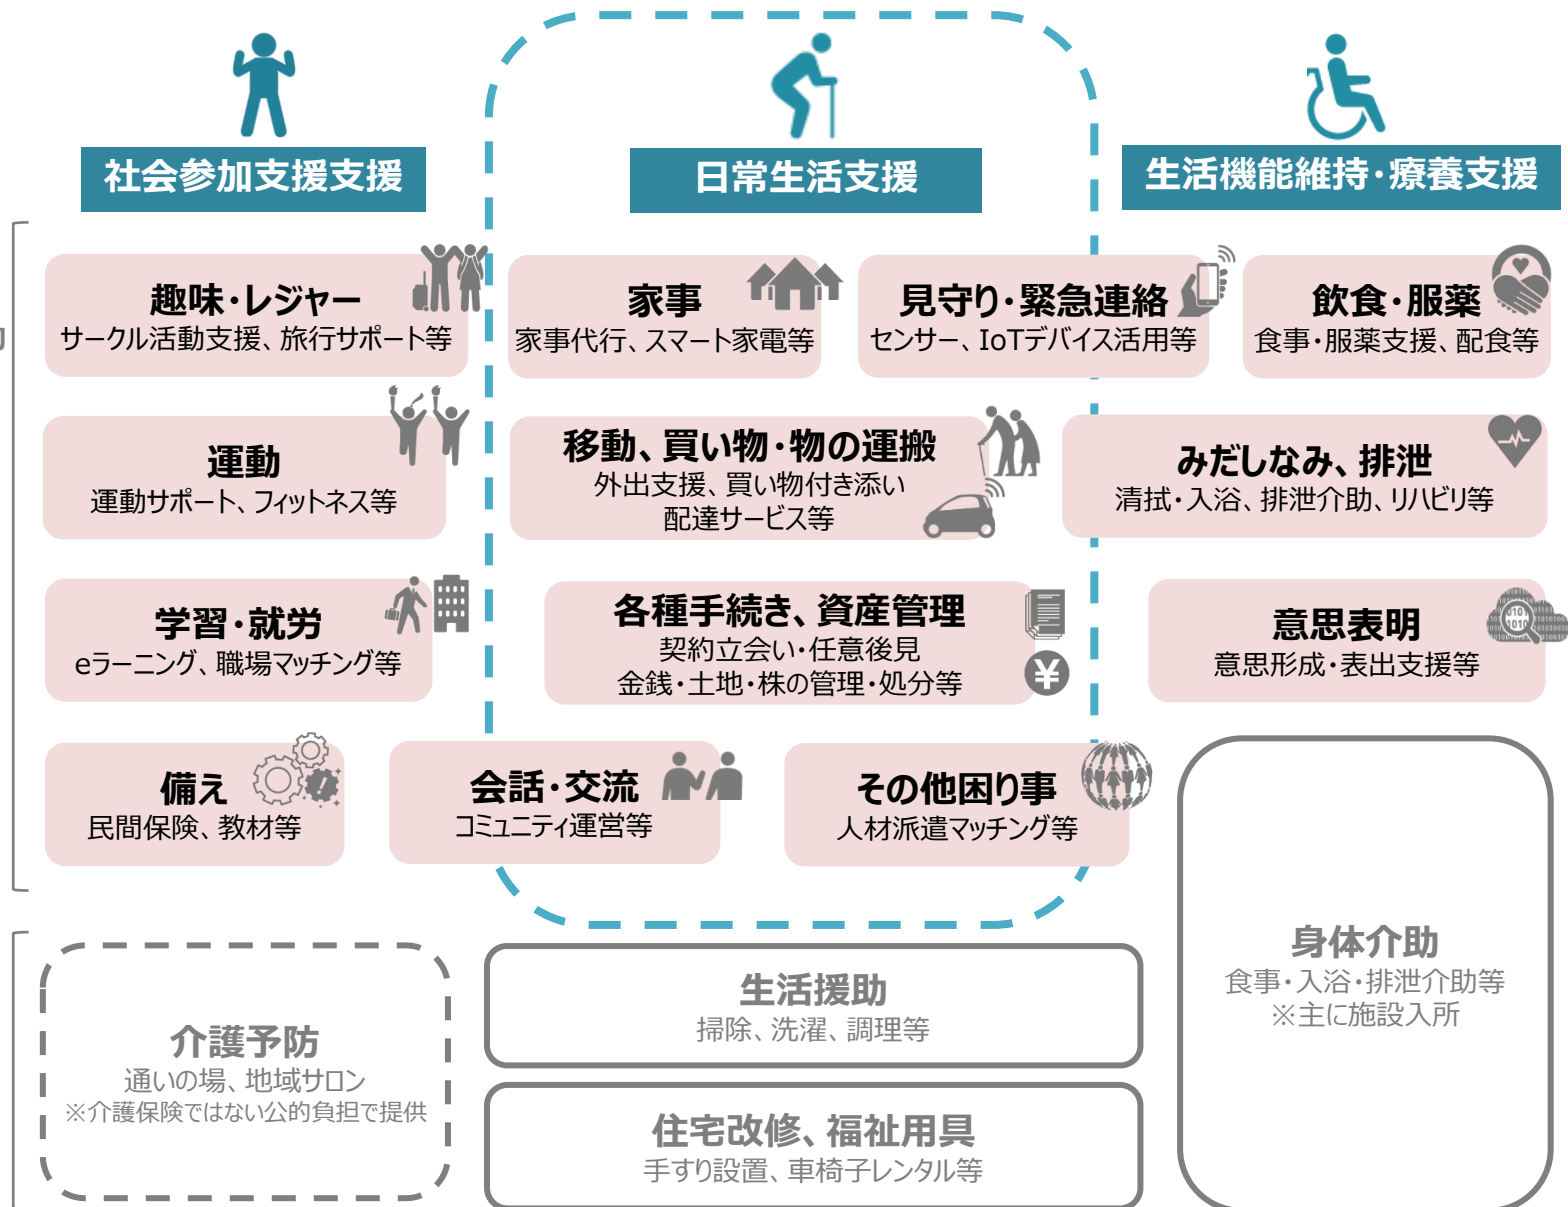 社会参加支援支援
日常生活支援
生活機能維持・療養支援
趣味・レジャー
サークル活動支援、旅行サポート等
家事
家事代行、スマート家電等
見守り・緊急連絡
センサー、IoTデバイス活用等
飲食・服薬
食事・服薬支援、配食等
運動
運動サポート、フィットネス等
移動、買い物・物の運搬
外出支援、買い物付き添い
配達サービス等
みだしなみ、排泄
清拭・入浴、排泄介助、リハビリ等
学習・就労
eラーニング、職場マッチング等
各種手続き、資産管理
契約立会い・任意後見
金銭・土地・株の管理・処分等
¥
意思表明
意思形成・表出支援等
備え
民間保険、教材等
会話・交流
コミュニティ運営等
その他困り事
人材派遣マッチング等
介護予防
通いの場、地域サロン
※介護保険ではない公的負担で提供
生活援助
掃除、洗濯、調理等
住宅改修、福祉用具
手すり設置、車椅子レンタル等
身体介助
食事・入浴・排泄介助等
※主に施設入所